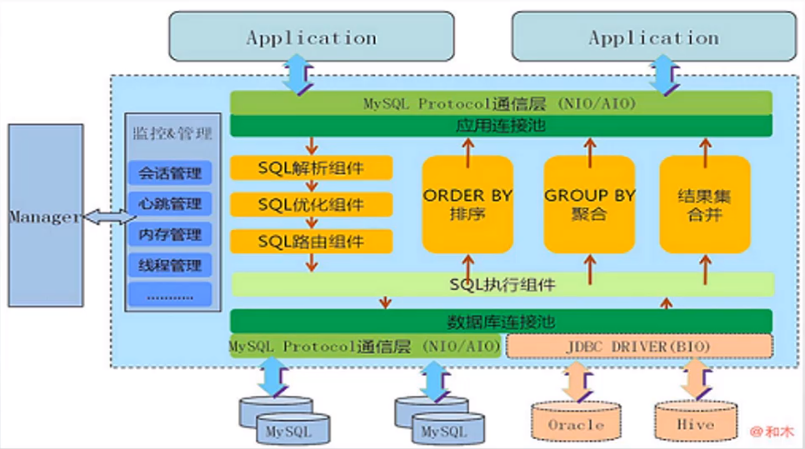 Application
Application
MySQL Protocol通信层 (NIO/AIO)
应用连接池
监控&管理
会话管理
心跳管理
内存管理
线程管理
............
Manager
SQL解析组件
SQL优化组件
SQL路由组件
ORDER BY
排序
GROUP BY
聚合
结果集
合并
SQL执行组件
数据库连接池
MySQL Protocol通信层 (NIO/AIO)
JDBC DRIVER(BIO)
MySQL
MySQL
Oracle
Hive
@和木